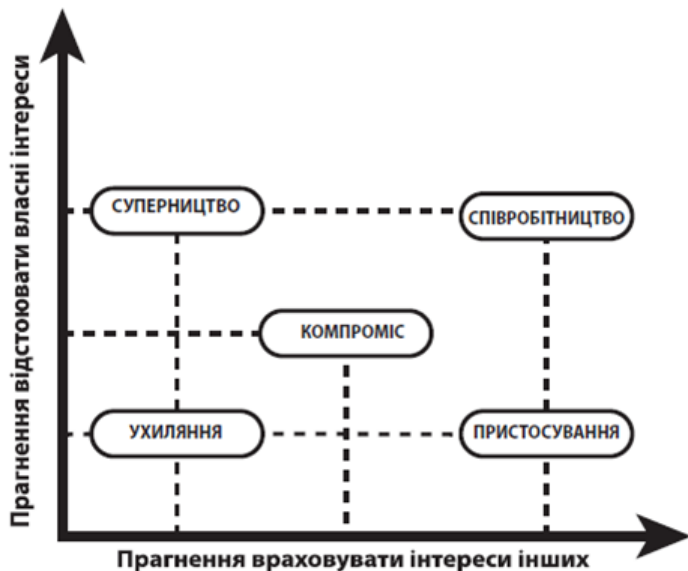 Прагнення відстоювати власні інтереси
СУПЕРНИЦТВО
СПІВРОБІТНИЦТВО
КОМПРОМІС
УХИЛЯННЯ
ПРИСТОСУВАННЯ
Прагнення враховувати інтереси інших